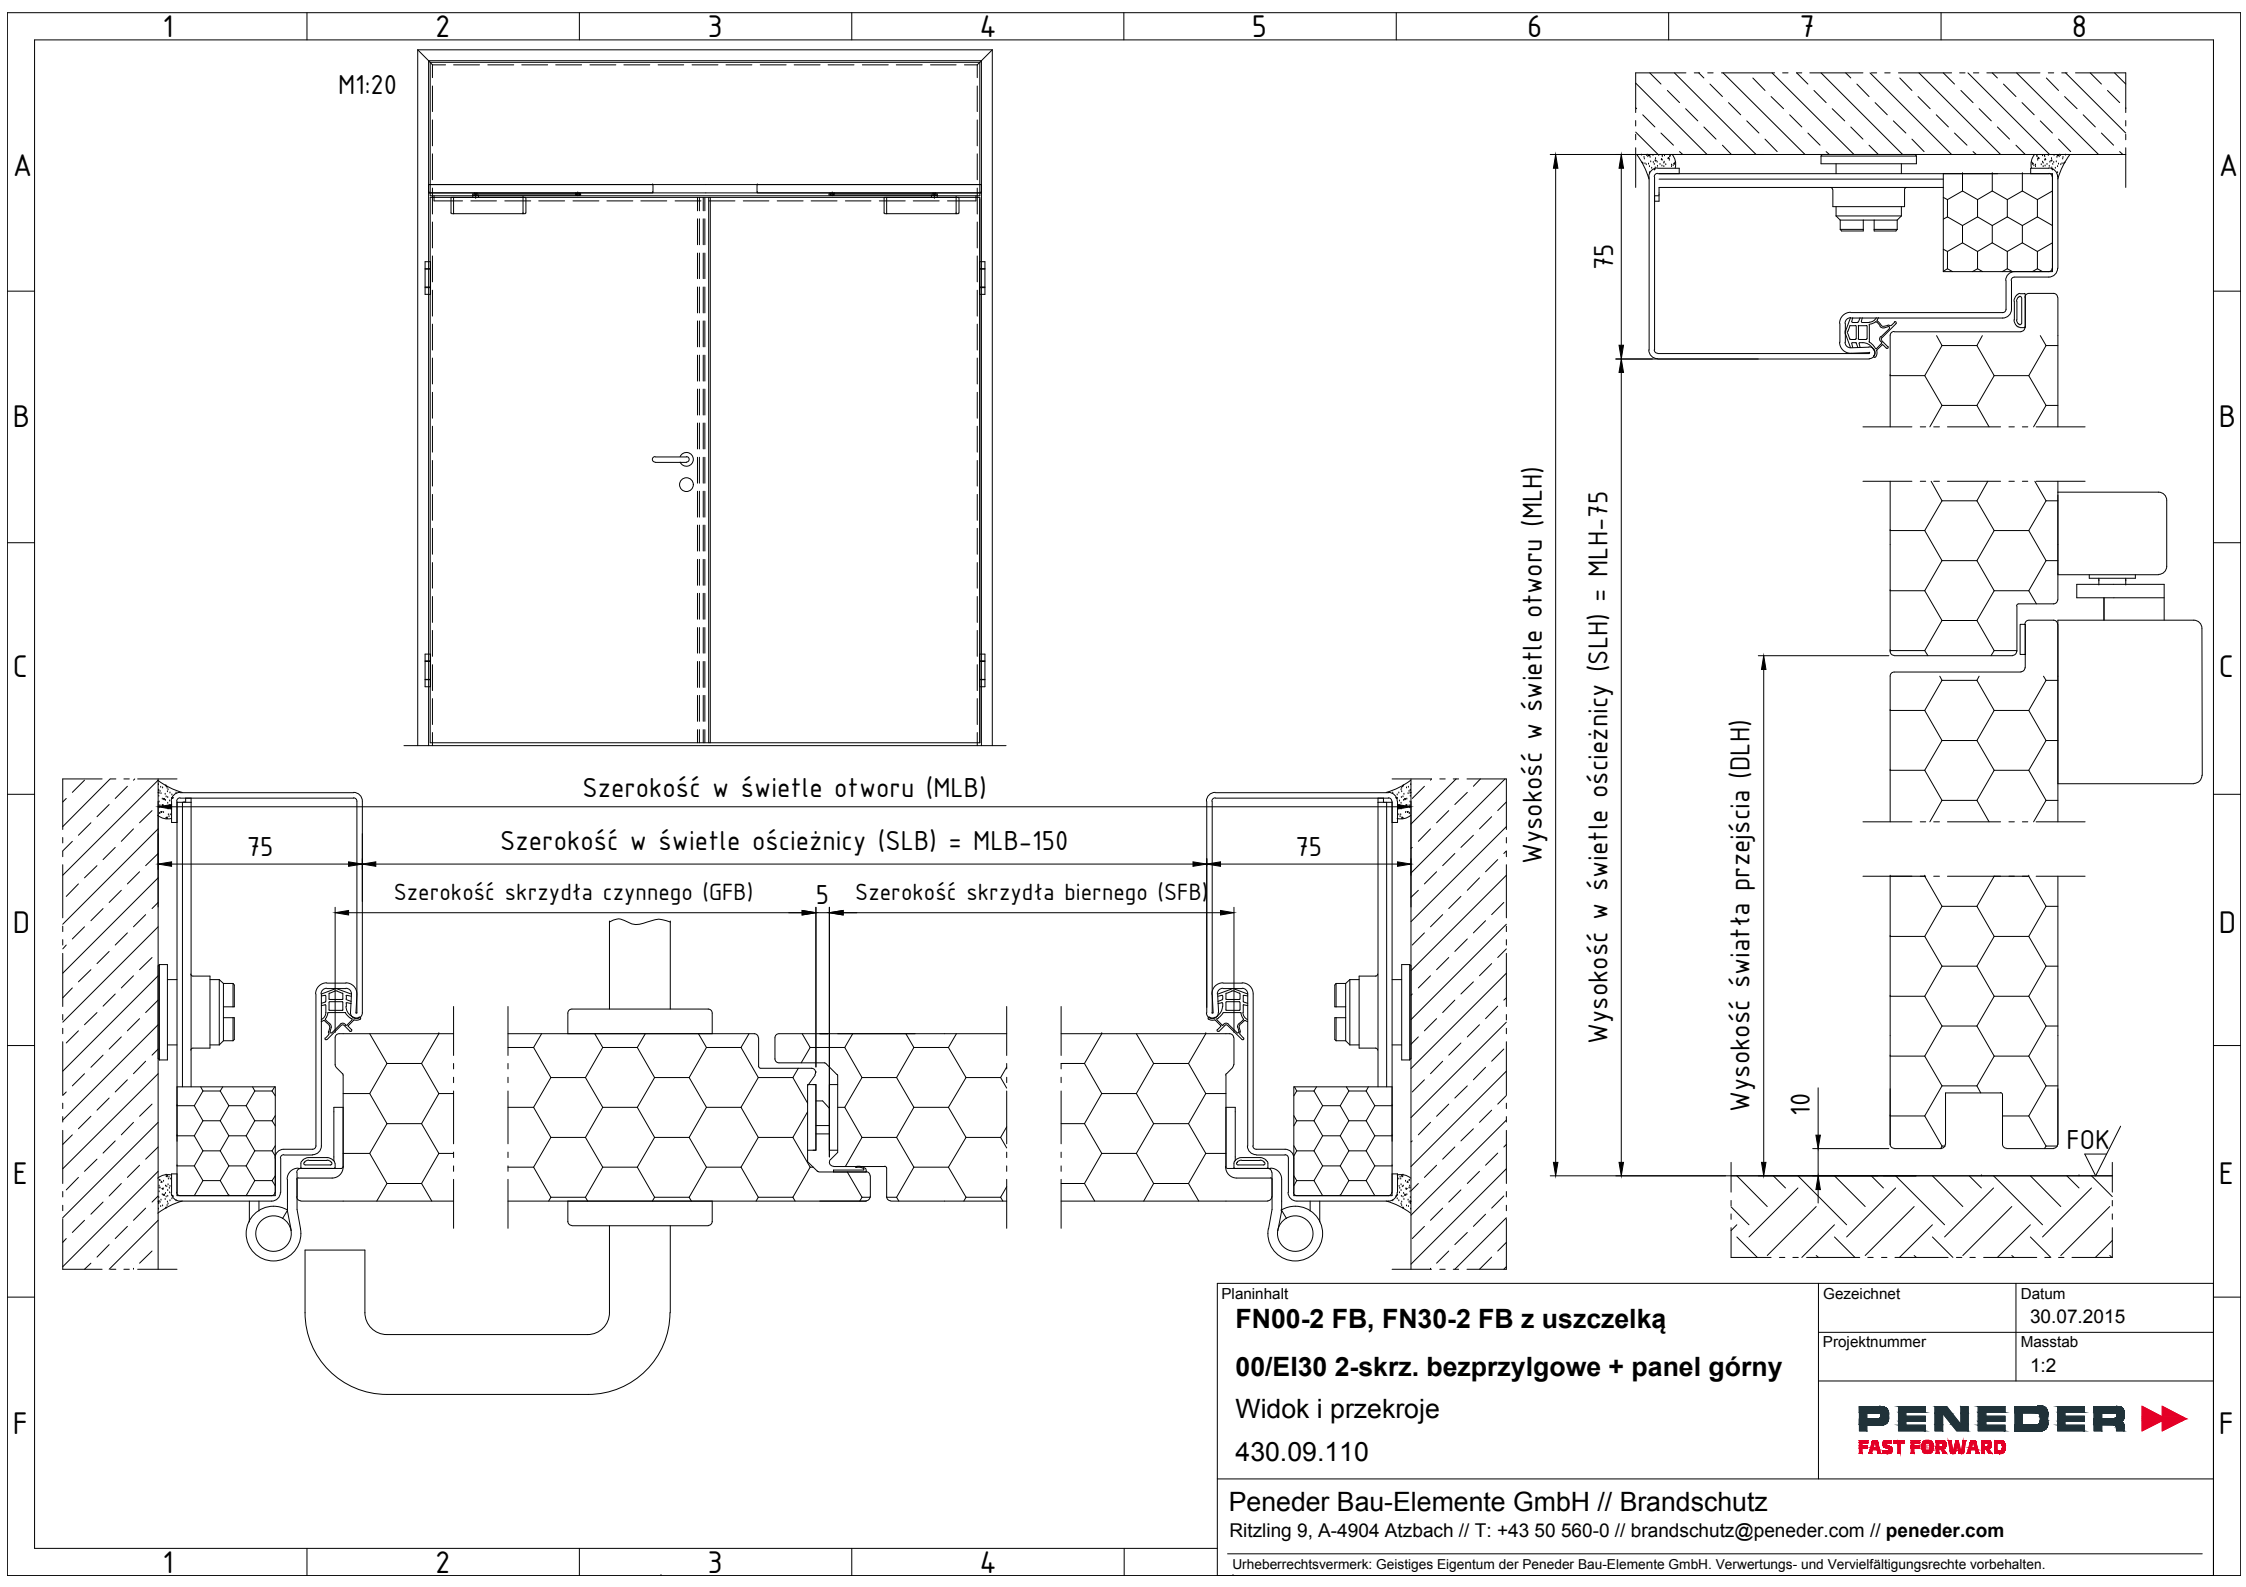 1 2 3 4 5 6 7 8
M1:20
A A
B B
C C
D D
E E
F F
75
Wysokość w świetle otworu (MLH)
Wysokość w świetle ościeżnicy (SLH) = MLH-75
Wysokość światła przejścia (DLH)
10
FOK
Szerokość w świetle otworu (MLB)
75
Szerokość w świetle ościeżnicy (SLB) = MLB-150
75
Szerokość skrzydła czynnego (GFB)
5
Szerokość skrzydła biernego (SFB)
Planinhalt
FN00-2 FB, FN30-2 FB z uszczelką
00/EI30 2-skrz. bezprzylgowe + panel górny
Widok i przekroje
430.09.110
Gezeichnet
Datum
30.07.2015
Projektnummer
Masstab
1:2
PENEDER
FAST FORWARD
Peneder Bau-Elemente GmbH // Brandschutz
Ritzling 9, A-4904 Atzbach // T: +43 50 560-0 // brandschutz@peneder.com // peneder.com
Urheberrechtsvermerk: Geistiges Eigentum der Peneder Bau-Elemente GmbH. Verwertungs- und Vervielfältigungsrechte vorbehalten.
1 2 3 4